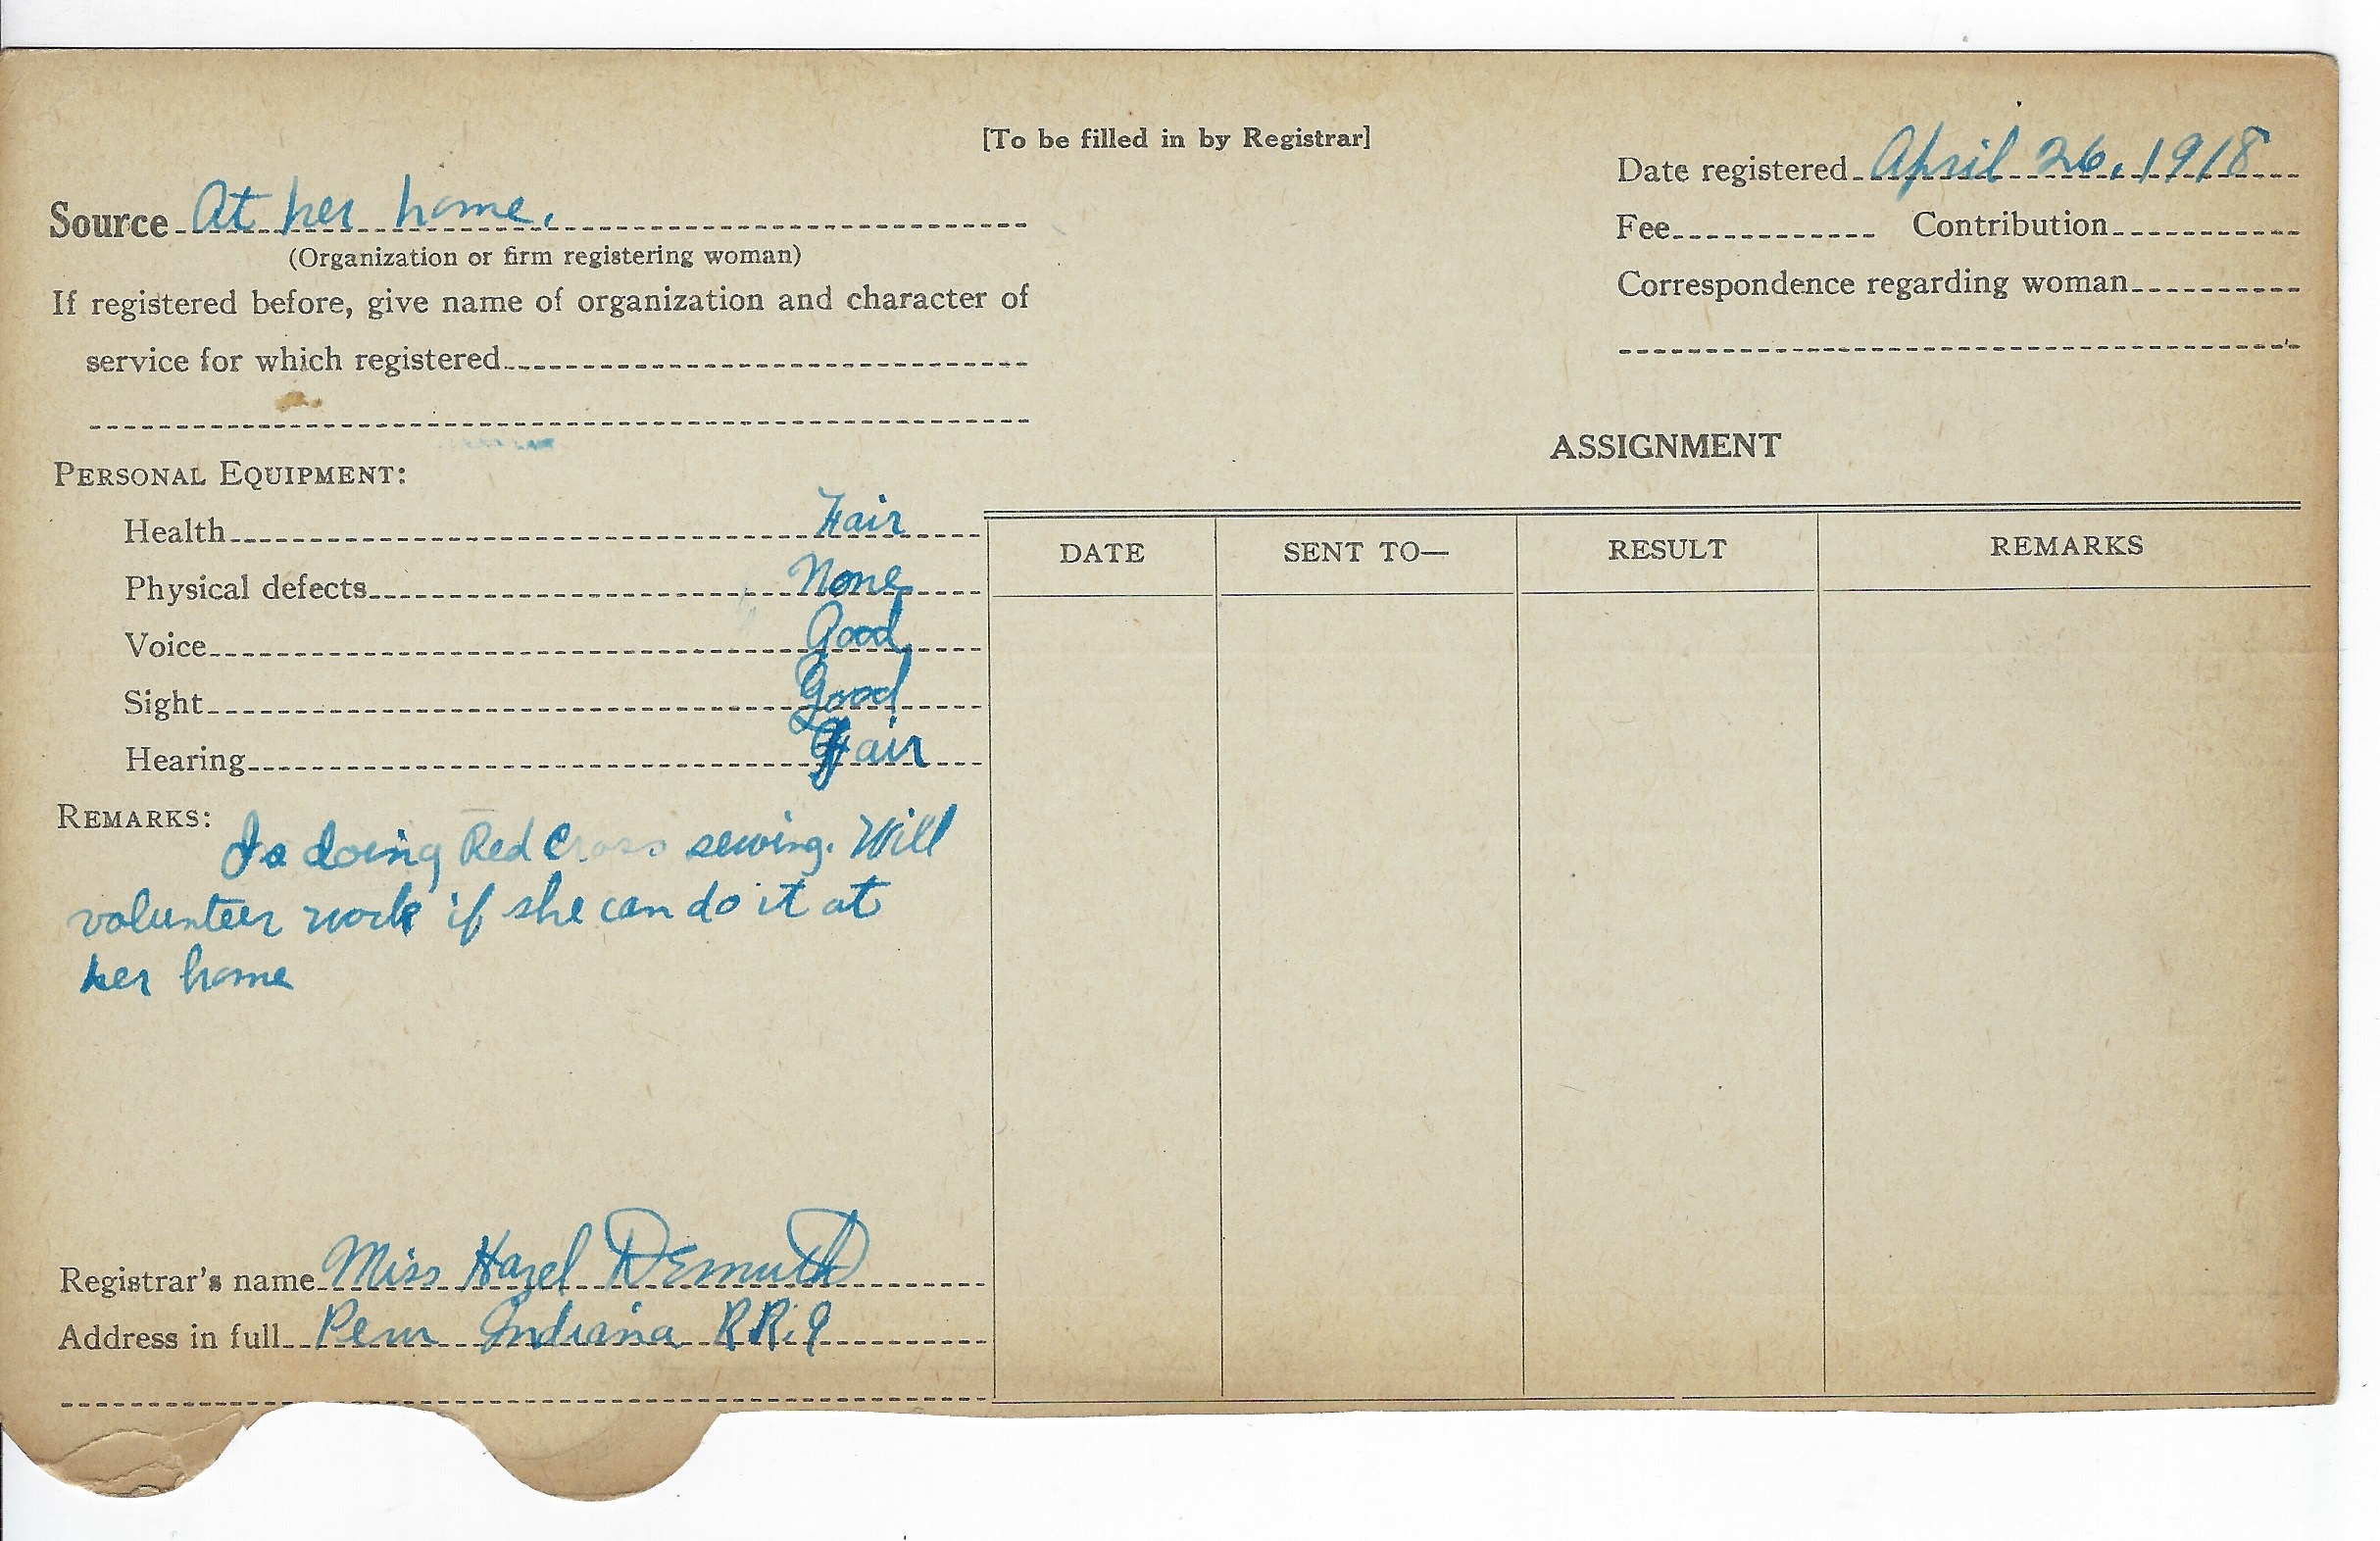 [To be filled in by Registrar]
Date registered April 26, 1918
Source At her home.
(Organization or firm registering woman)
Fee Contribution
If registered before, give name of organization and character of
service for which registered
Correspondence regarding woman
ASSIGNMENT
PERSONAL EQUIPMENT:
Health Fair
Physical defects None
Voice Good
Sight Good
Hearing Fair
DATE SENT TO— RESULT REMARKS
REMARKS:
Is doing Red Cross sewing. Will
volunteer work if she can do it at
her home
Registrar's name Miss Hazel Demuth
Address in full Peru Indiana R.R. 9